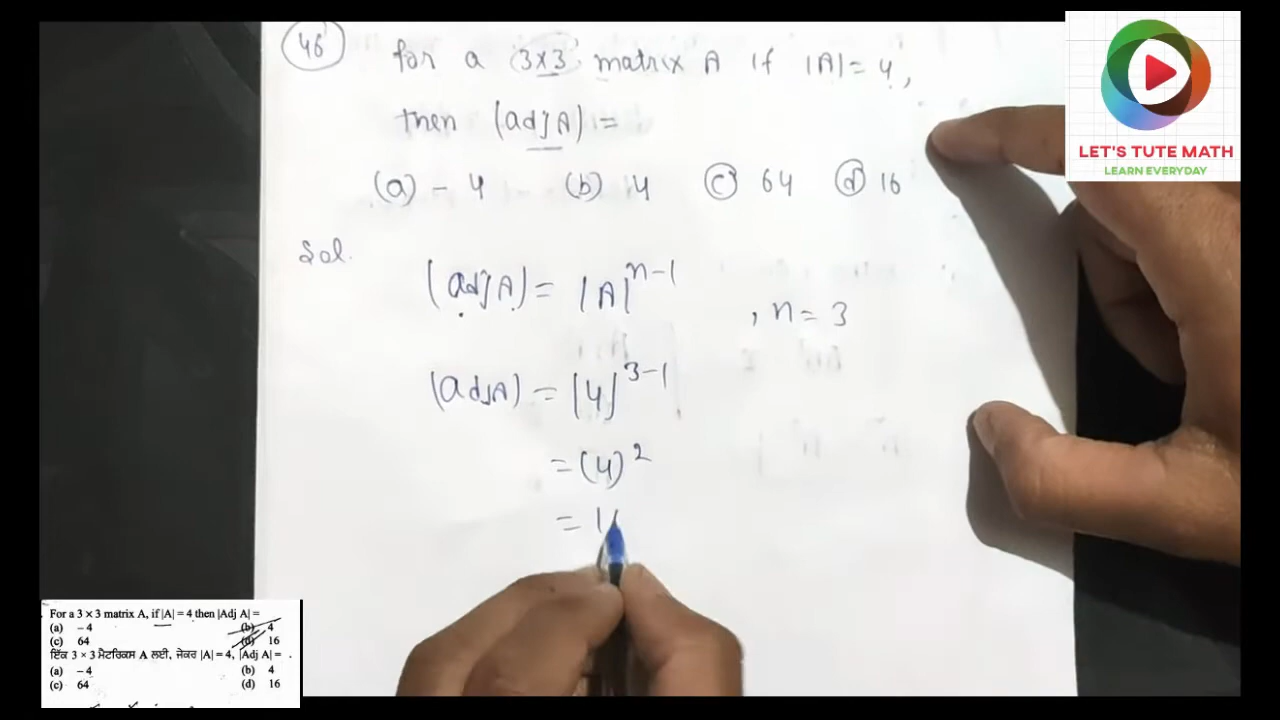 46
for a 3×3 matrix A if |A| = 4,
then |adj A| =
(a) - 4 (b) 4 (c) 64 (d) 16
Sol.
|adj A| = |A|^n-1 , n = 3
|adj A| = |4|^3-1
= (4)^2
= 1
LET'S TUTE MATH
LEARN EVERYDAY
For a 3 × 3 matrix A, if |A| = 4 then |Adj A| =
(a) – 4 (b) 4
(c) 64 (d) 16
ਇੱਕ 3 × 3 ਮੈਟਰਿਕਸ A ਲਈ, ਜੇਕਰ |A| = 4, |Adj A| =
(a) – 4 (b) 4
(c) 64 (d) 16